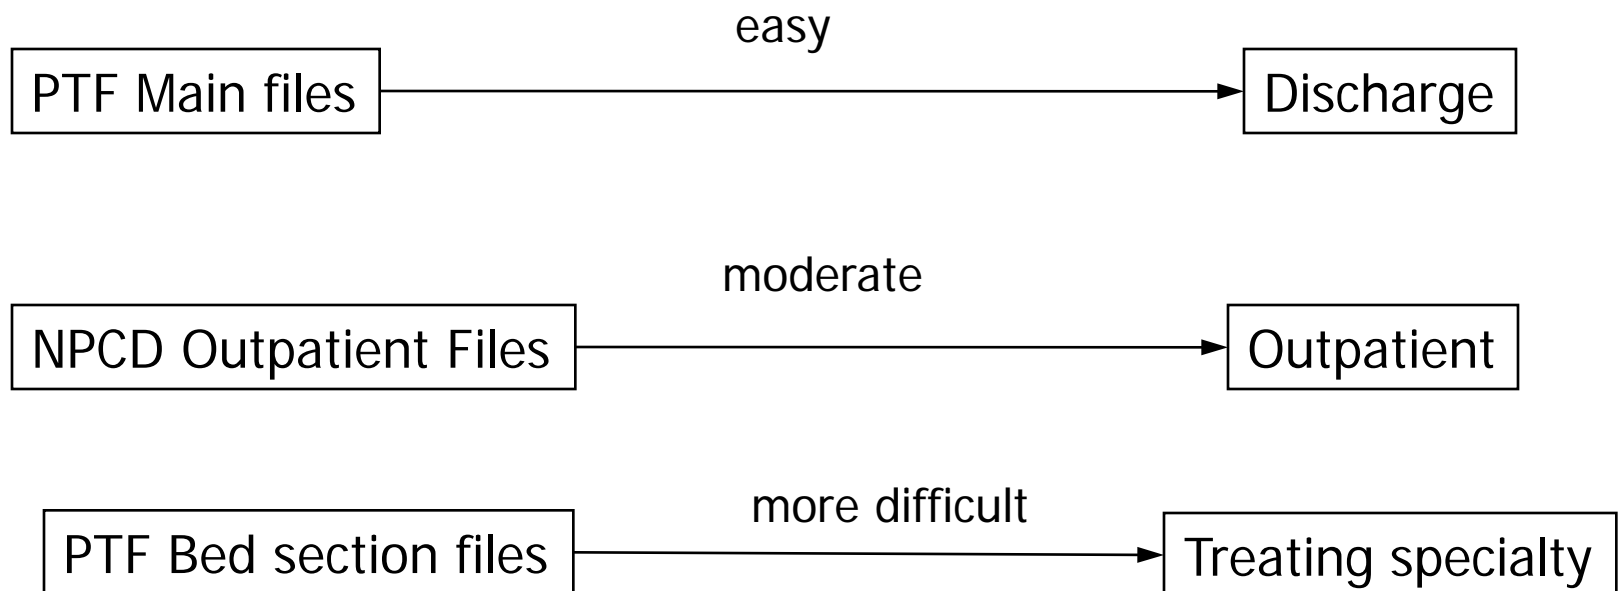 easy
PTF Main files
Discharge
moderate
NPCD Outpatient Files
Outpatient
more difficult
PTF Bed section files
Treating specialty